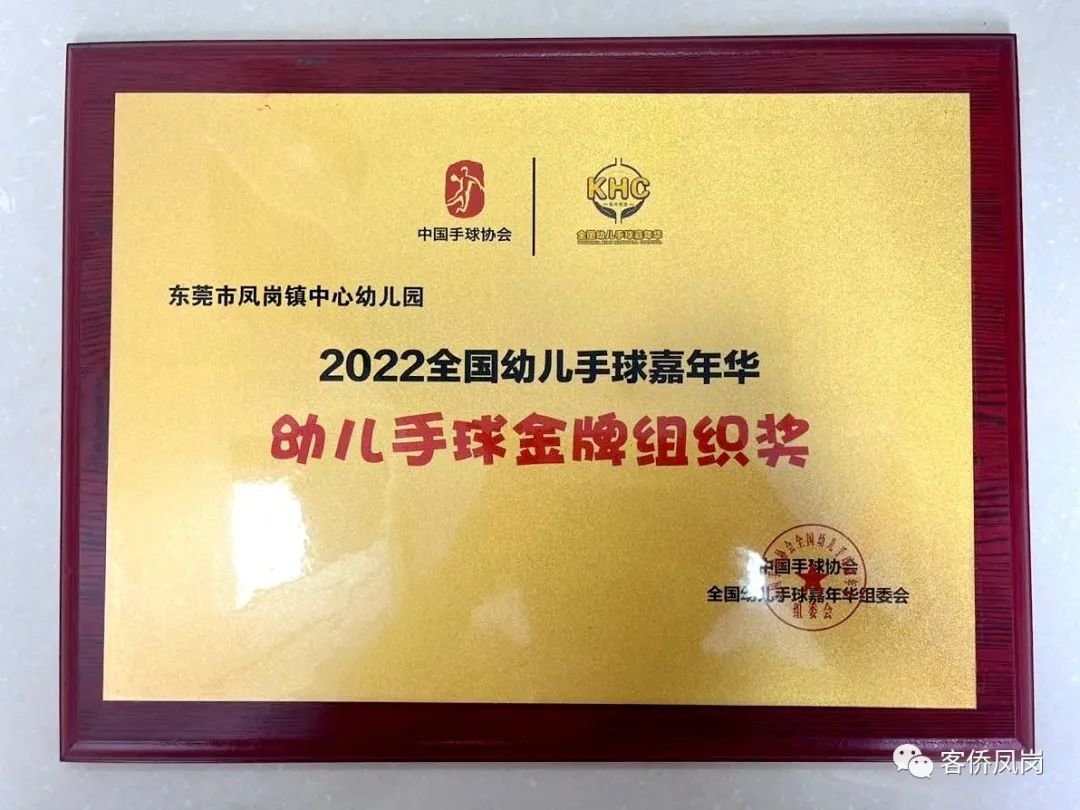 中国手球协会
KHC
全国幼儿手球嘉年华
东莞市凤岗镇中心幼儿园
2022全国幼儿手球嘉年华
幼儿手球金牌组织奖
中国手球协会
全国幼儿手球嘉年华组委会
组委会
客侨凤岗